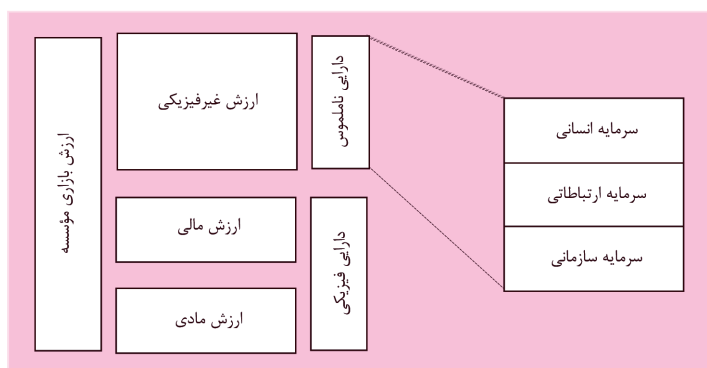 ارزش بازاری مؤسسه
ارزش غیرفیزیکی
ارزش مالی
ارزش مادی
دارایی ناملموس
دارایی فیزیکی
سرمایه انسانی
سرمایه ارتباطاتی
سرمایه سازمانی